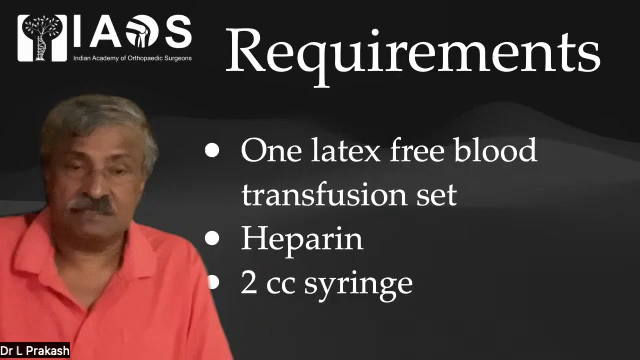 IAOS
Indian Academy of Orthopaedic Surgeons
Requirements
One latex free blood
transfusion set
Heparin
2 cc syringe
Dr L Prakash